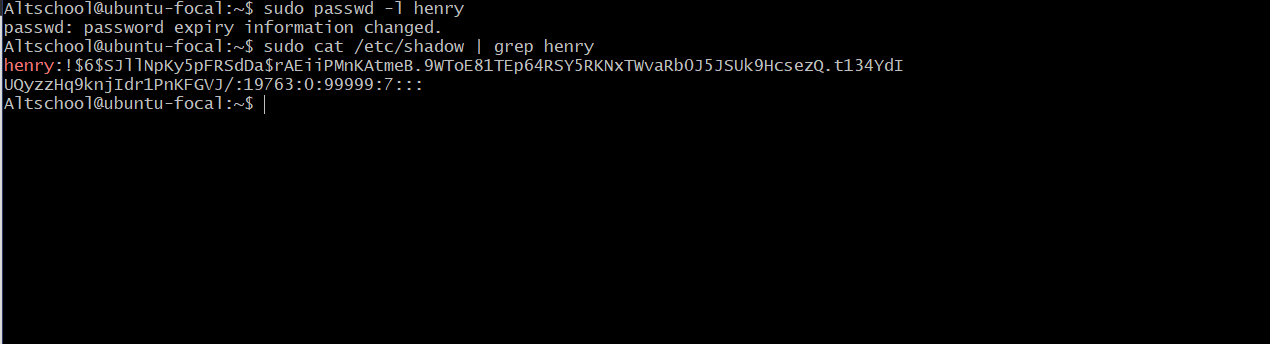 Altschool@ubuntu-focal:~$ sudo passwd -l henry
passwd: password expiry information changed.
Altschool@ubuntu-focal:~$ sudo cat /etc/shadow | grep henry
henry:!$6$SJllNpKy5pFRSdDa$rAEiiPMnKAtmeB.9WToE81TEp64RSY5RKNxTWvaRbOJ5JSUk9HcsezQ.t134YdI
UQyzzHq9knjIdr1PnKFGVJ/:19763:0:99999:7:::
Altschool@ubuntu-focal:~$